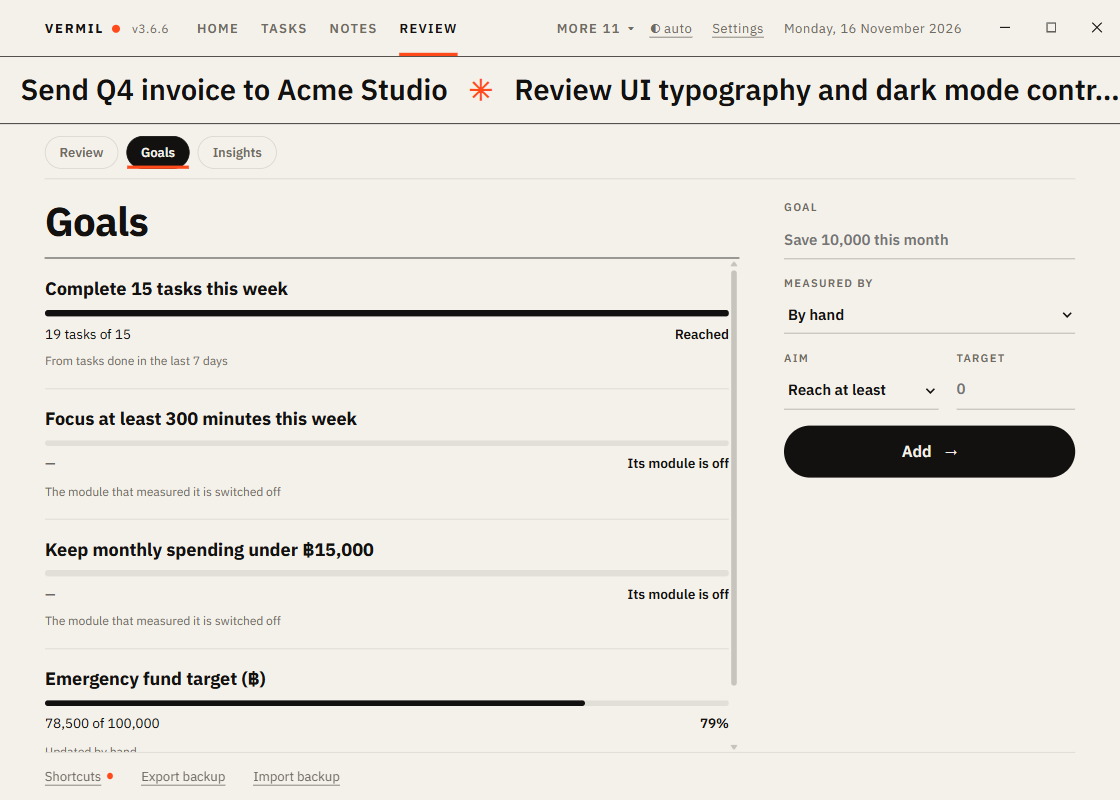 VERMIL v3.6.6 HOME TASKS NOTES REVIEW MORE 11 auto Settings Monday, 16 November 2026
Send Q4 invoice to Acme Studio ✳ Review UI typography and dark mode contr...
Review Goals Insights
Goals
Complete 15 tasks this week
19 tasks of 15 Reached
From tasks done in the last 7 days
Focus at least 300 minutes this week
— Its module is off
The module that measured it is switched off
Keep monthly spending under ฿15,000
— Its module is off
The module that measured it is switched off
Emergency fund target (฿)
78,500 of 100,000 79%
Updated by hand
GOAL
Save 10,000 this month
MEASURED BY
By hand
AIM TARGET
Reach at least 0
Add →
Shortcuts Export backup Import backup